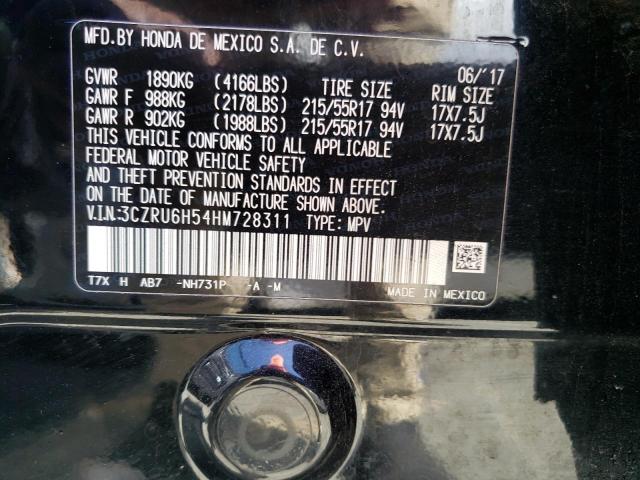 MFD.BY HONDA DE MEXICO S.A. DE C.V.
06/'17
GVWR 1890KG (4166LBS) TIRE SIZE RIM SIZE
GAWR F 988KG (2178LBS) 215/55R17 94V 17X7.5J
GAWR R 902KG (1988LBS) 215/55R17 94V 17X7.5J
THIS VEHICLE CONFORMS TO ALL APPLICABLE
FEDERAL MOTOR VEHICLE SAFETY
AND THEFT PREVENTION STANDARDS IN EFFECT
ON THE DATE OF MANUFACTURE SHOWN ABOVE.
V.I.N:3CZRU6H54HM728311 TYPE: MPV
T7X H AB7 -NH731P -A -M
MADE IN MEXICO